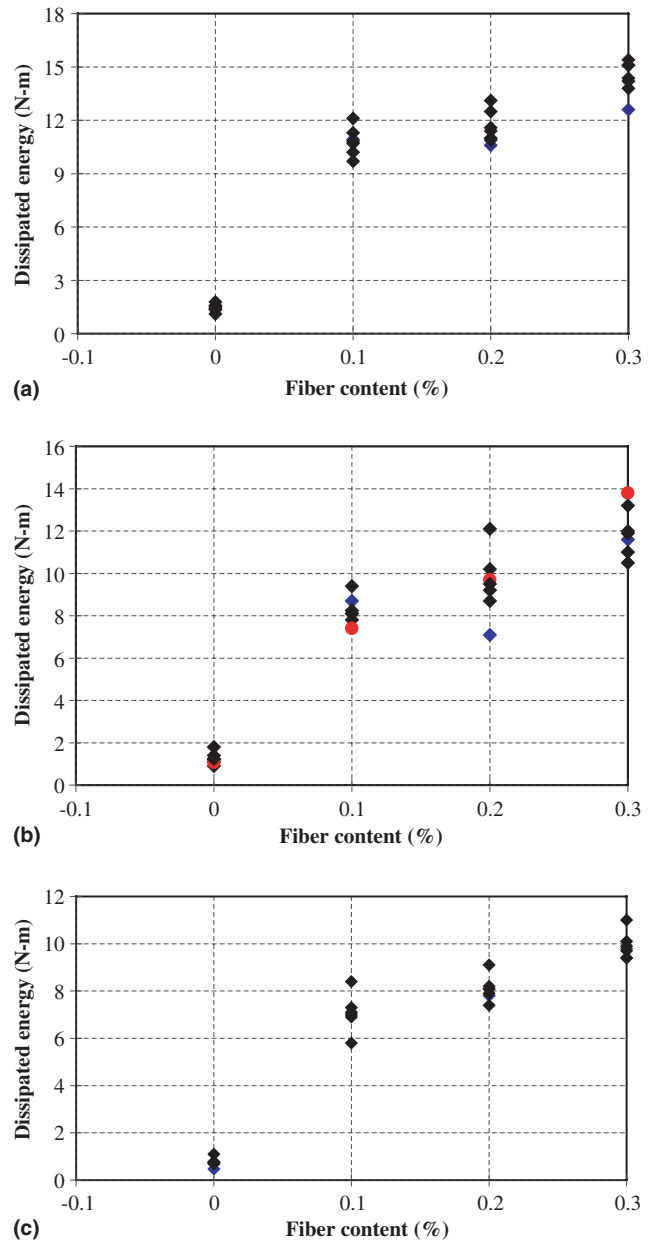 18
15
12
9
6
3
0
Dissipated energy (N-m)
-0.1 0 0.1 0.2 0.3
(a) Fiber content (%)
16
14
12
10
8
6
4
2
0
Dissipated energy (N-m)
-0.1 0 0.1 0.2 0.3
(b) Fiber content (%)
12
10
8
6
4
2
0
Dissipated energy (N-m)
-0.1 0 0.1 0.2 0.3
(c) Fiber content (%)